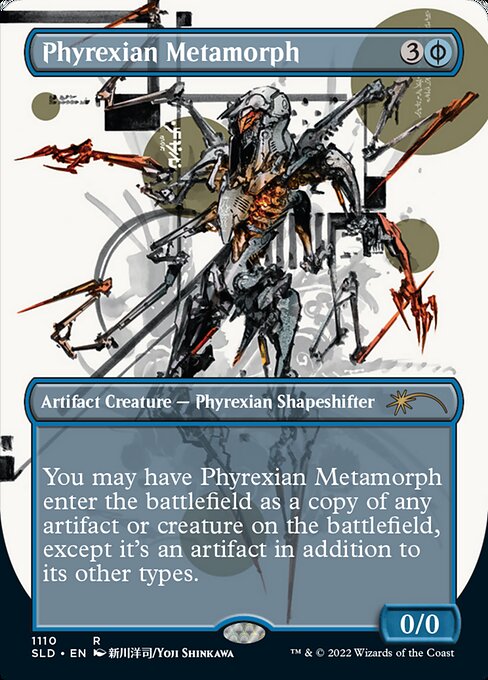 Phyrexian Metamorph 3
Artifact Creature — Phyrexian Shapeshifter
You may have Phyrexian Metamorph
enter the battlefield as a copy of any
artifact or creature on the battlefield,
except it's an artifact in addition to
its other types.
0/0
1110 R
SLD • EN 新川洋司/Yoji Shinkawa
™ & © 2022 Wizards of the Coast